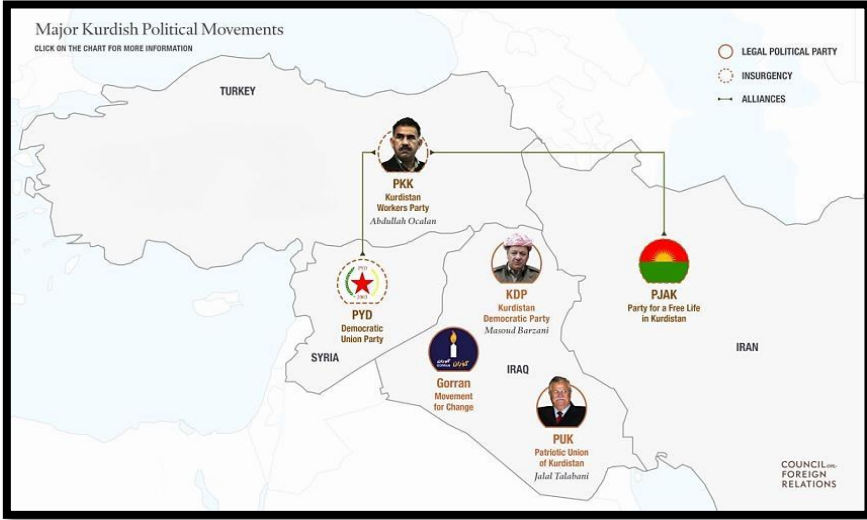 Major Kurdish Political Movements
CLICK ON THE CHART FOR MORE INFORMATION
LEGAL POLITICAL PARTY
INSURGENCY
ALLIANCES
TURKEY
PKK
Kurdistan
Workers Party
Abdullah Ocalan
PYD
2003
PYD
Democratic
Union Party
SYRIA
KDP
Kurdistan
Democratic Party
Masoud Barzani
PJAK
Party for a Free Life
in Kurdistan
IRAN
IRAQ
GORRAN
Gorran
Movement
for Change
PUK
Patriotic Union
of Kurdistan
Jalal Talabani
COUNCIL on
FOREIGN
RELATIONS